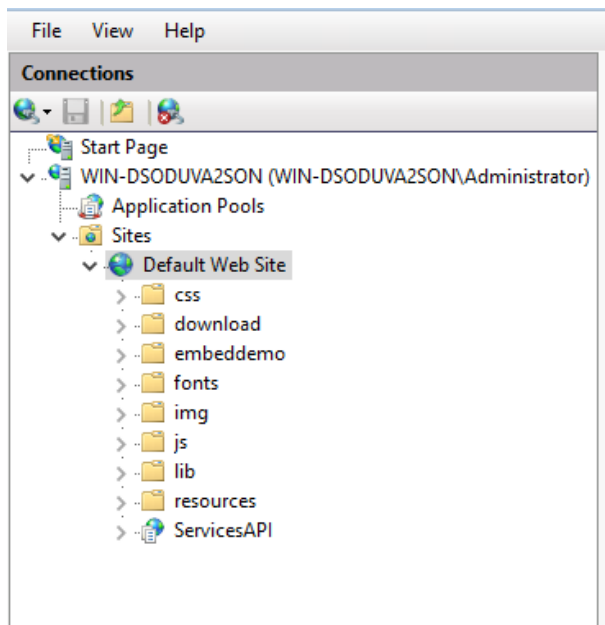 File View Help
Connections
Start Page
WIN-DSODUVA2SON (WIN-DSODUVA2SON\Administrator)
Application Pools
Sites
Default Web Site
css
download
embeddemo
fonts
img
js
lib
resources
ServicesAPI